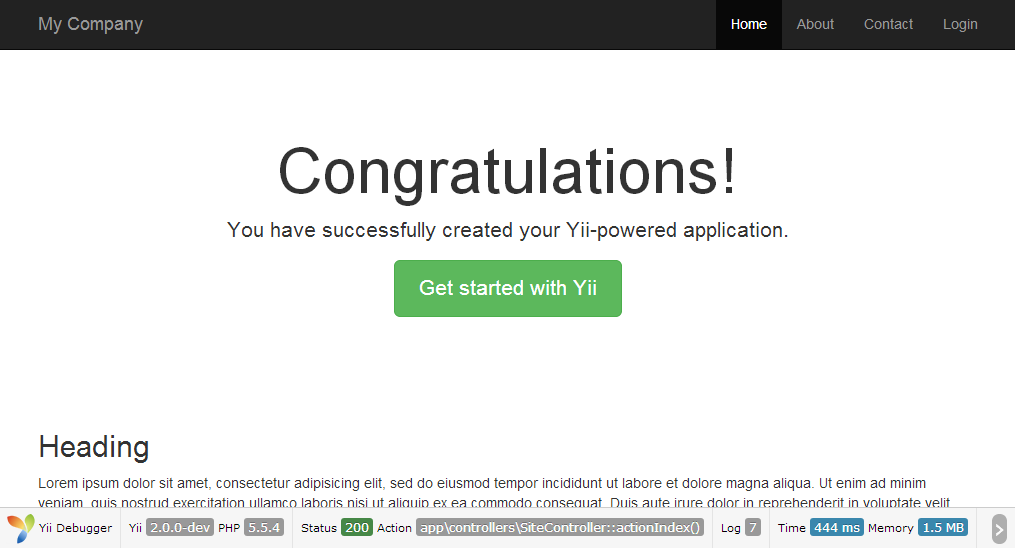 My Company Home About Contact Login
Congratulations!
You have successfully created your Yii-powered application.
Get started with Yii
Heading
Lorem ipsum dolor sit amet, consectetur adipisicing elit, sed do eiusmod tempor incididunt ut labore et dolore magna aliqua. Ut enim ad minim
veniam, quis nostrud exercitation ullamco laboris nisi ut aliquip ex ea commodo consequat. Duis aute irure dolor in reprehenderit in voluptate velit
Yii Debugger Yii 2.0.0-dev PHP 5.5.4 Status 200 Action app\controllers\SiteController::actionIndex() Log 7 Time 444 ms Memory 1.5 MB